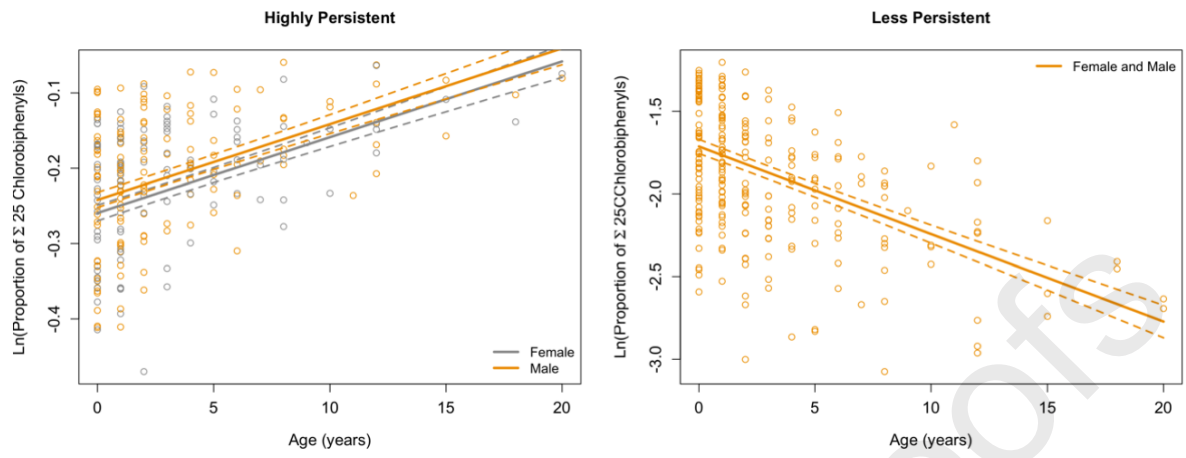 Highly Persistent
Ln(Proportion of Σ 25 Chlorobiphenyls)
-0.1
-0.2
-0.3
-0.4
0 5 10 15 20
Age (years)
Female
Male
Less Persistent
Ln(Proportion of Σ 25CChlorobiphenyls)
-1.5
-2.0
-2.5
-3.0
0 5 10 15 20
Age (years)
Female and Male
ofs